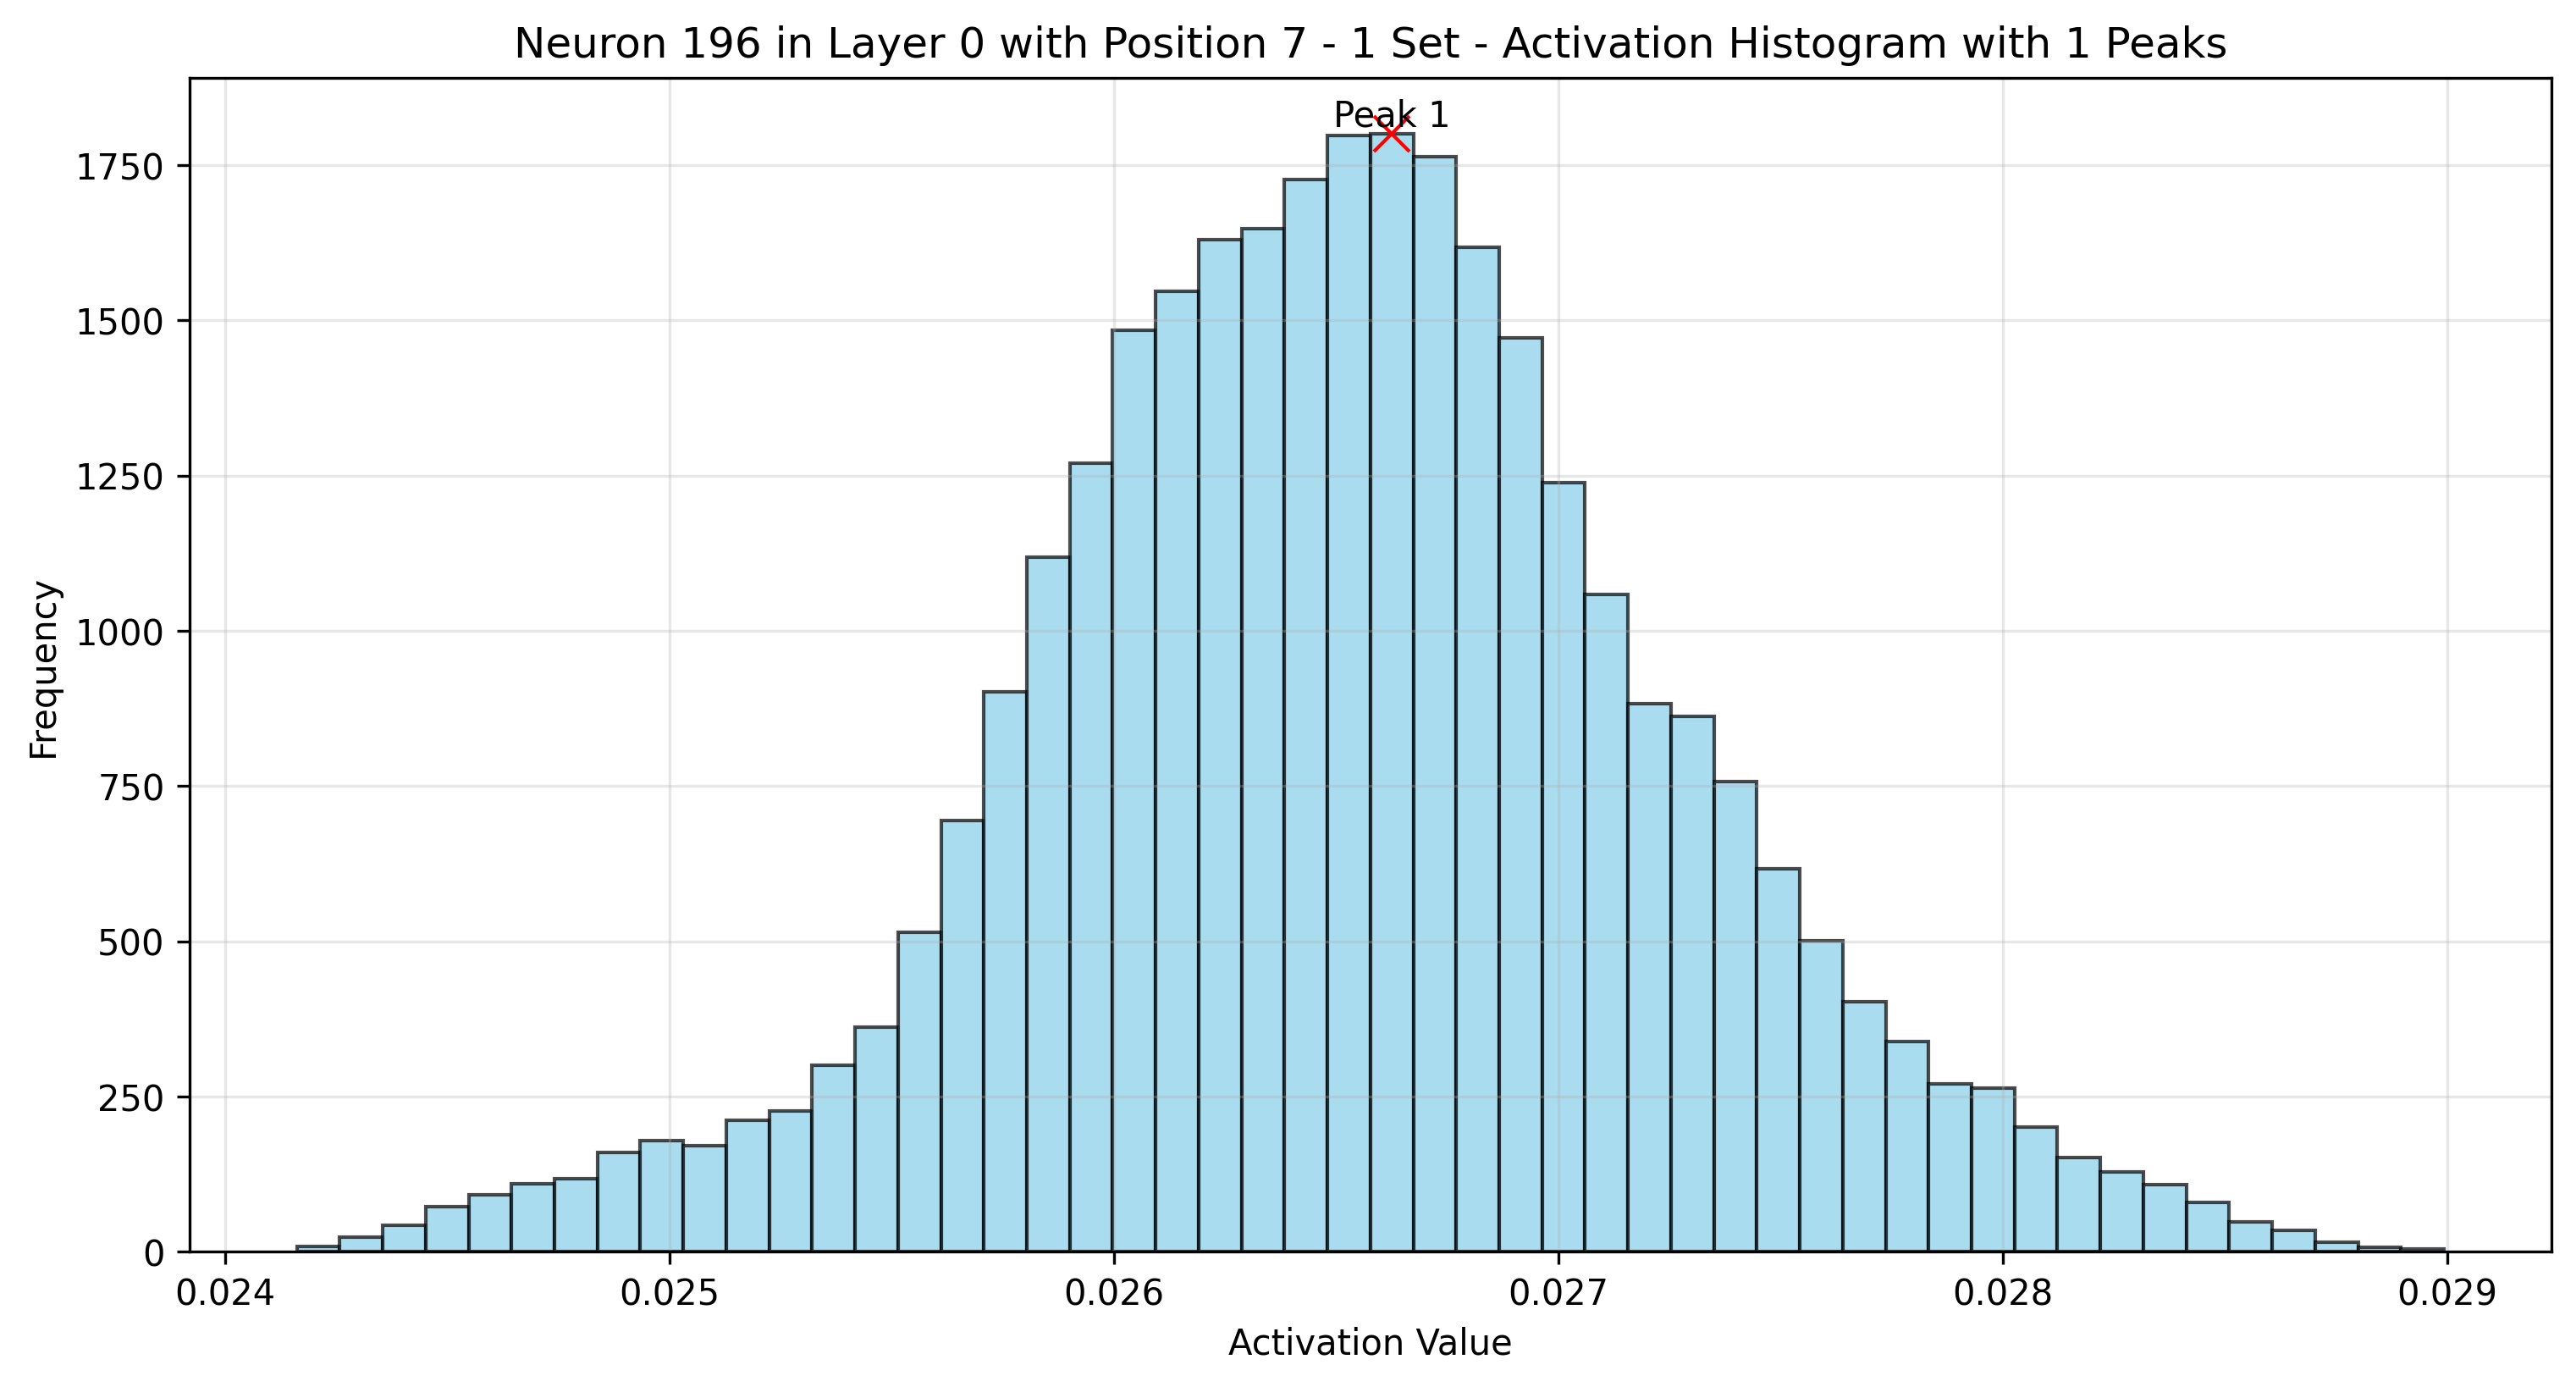 Neuron 196 in Layer 0 with Position 7 - 1 Set - Activation Histogram with 1 Peaks
Peak 1
1750
1500
1250
1000
750
500
250
0
Frequency
0.024 0.025 0.026 0.027 0.028 0.029
Activation Value